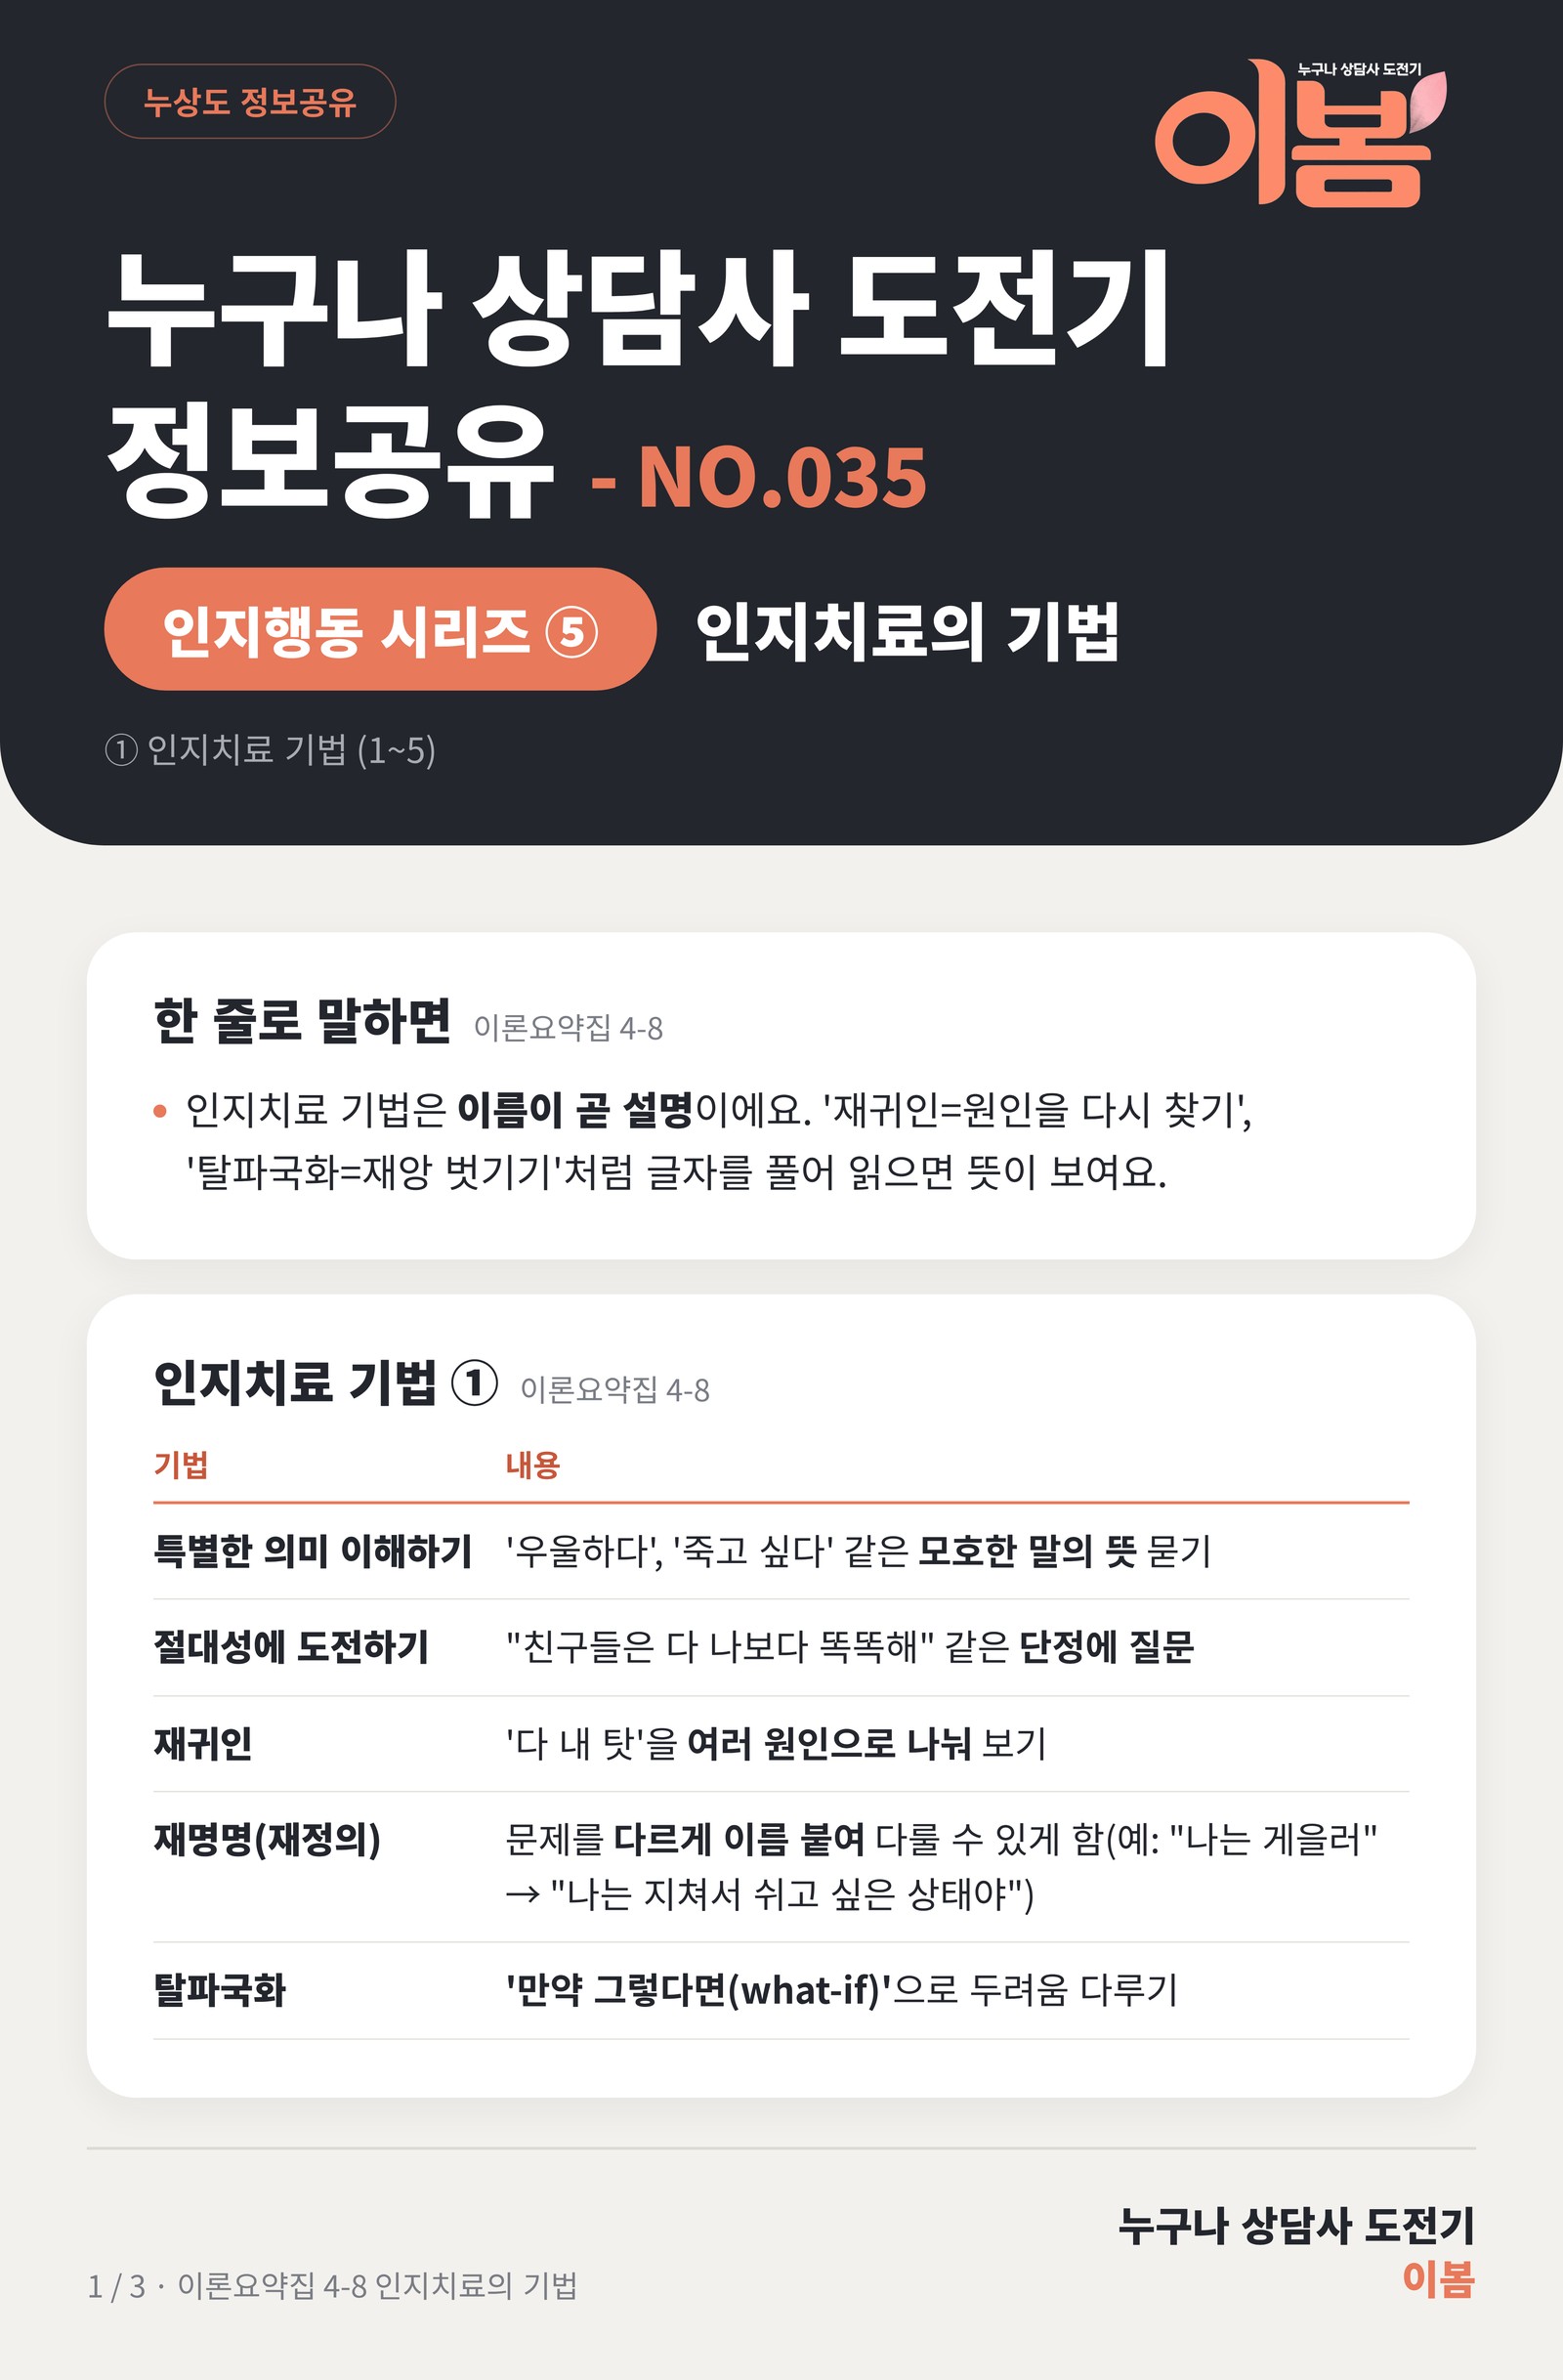 누상도 정보공유
누구나 상담사 도전기
이봄
누구나 상담사 도전기
정보공유 - NO.035
인지행동 시리즈 ⑤ 인지치료의 기법
① 인지치료 기법 (1~5)
한 줄로 말하면 이론요약집 4-8
• 인지치료 기법은 이름이 곧 설명이에요. '재귀인=원인을 다시 찾기',
'탈파국화=재앙 벗기기'처럼 글자를 풀어 읽으면 뜻이 보여요.
인지치료 기법 ① 이론요약집 4-8
기법 내용
특별한 의미 이해하기 '우울하다', '죽고 싶다' 같은 모호한 말의 뜻 묻기
절대성에 도전하기 "친구들은 다 나보다 똑똑해" 같은 단정에 질문
재귀인 '다 내 탓'을 여러 원인으로 나눠 보기
재명명(재정의) 문제를 다르게 이름 붙여 다룰 수 있게 함(예: "나는 게을러"
→ "나는 지쳐서 쉬고 싶은 상태야")
탈파국화 '만약 그렇다면(what-if)'으로 두려움 다루기
누구나 상담사 도전기
이봄
1 / 3 · 이론요약집 4-8 인지치료의 기법